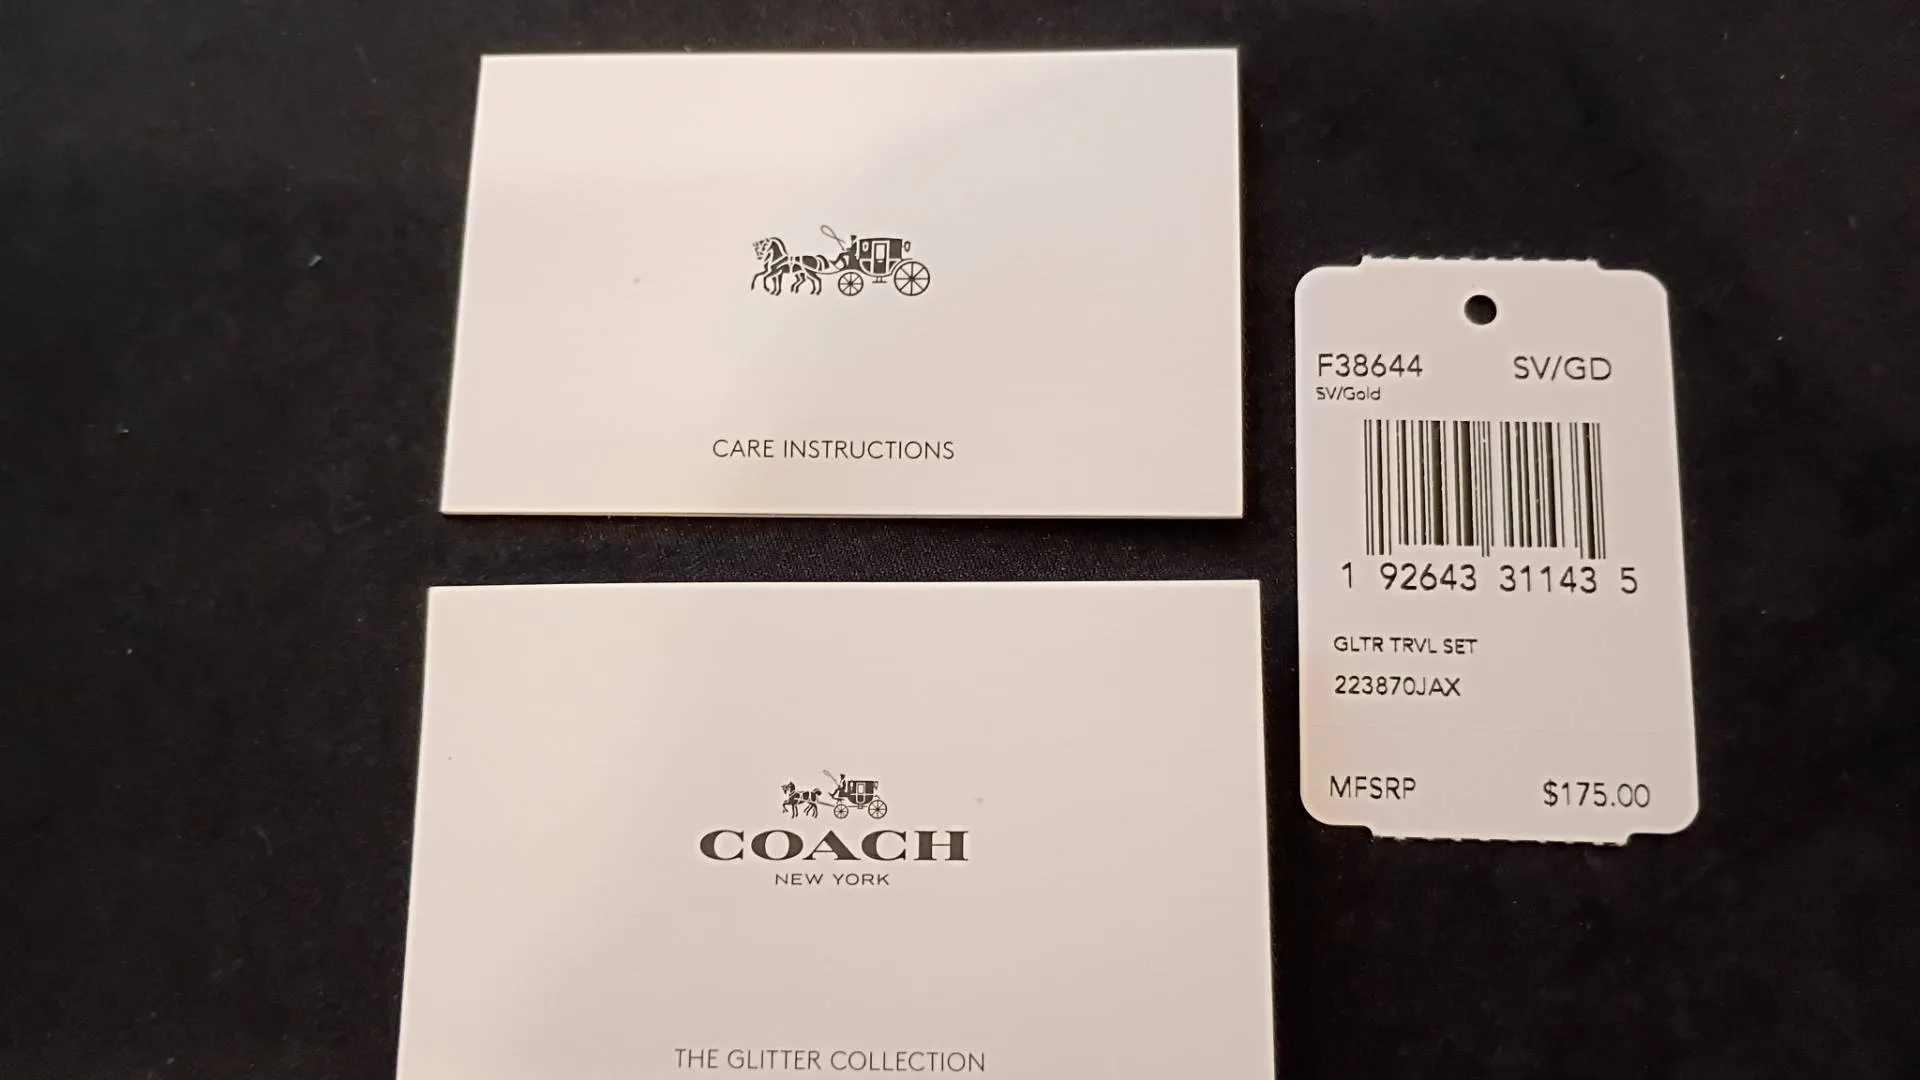 CARE INSTRUCTIONS
COACH
NEW YORK
THE GLITTER COLLECTION
F38644 SV/GD
SV/Gold
1 92643 31143 5
GLTR TRVL SET
223870JAX
MFSRP $175.00